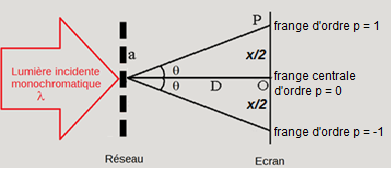 P
frange d'ordre p = 1
a
x/2
Lumière incidente
monochromatique
λ
θ
θ
D
O
frange centrale
d'ordre p = 0
x/2
frange d'ordre p = -1
Réseau
Ecran